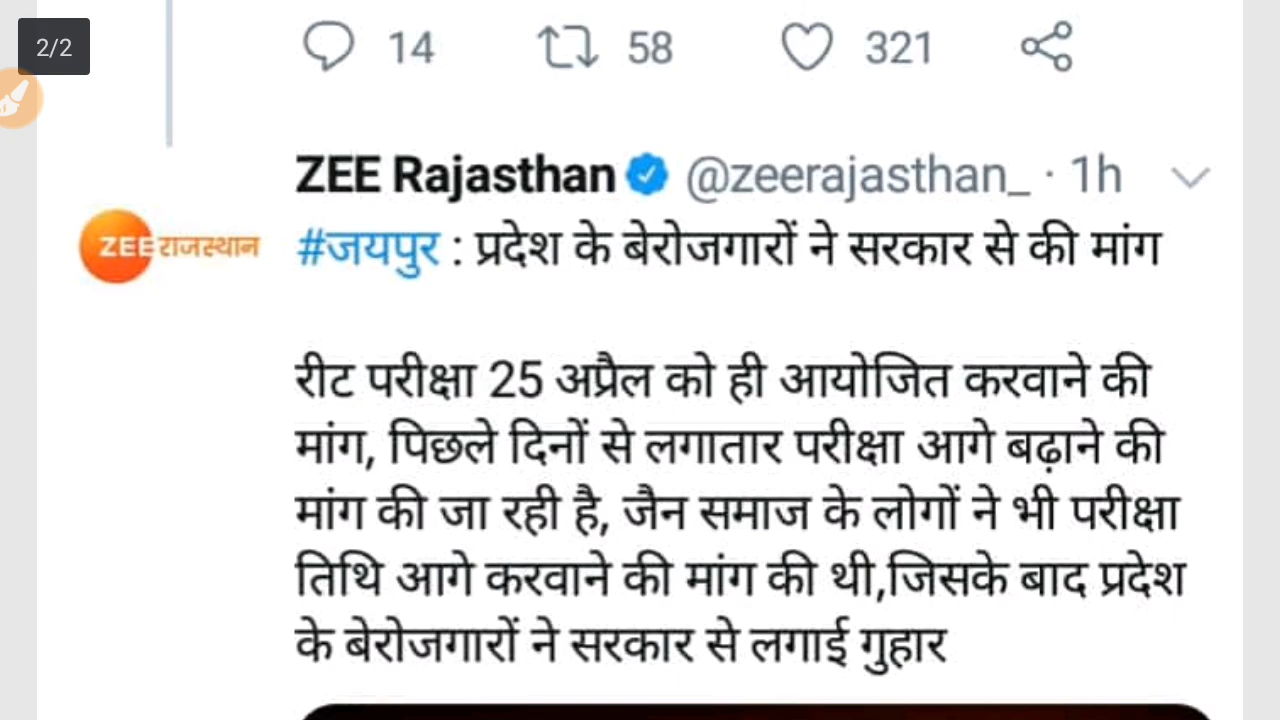 2/2
14 58 321
ZEE Rajasthan @zeerajasthan_ · 1h
ZEE राजस्थान
#जयपुर : प्रदेश के बेरोजगारों ने सरकार से की मांग
रीट परीक्षा 25 अप्रैल को ही आयोजित करवाने की
मांग, पिछले दिनों से लगातार परीक्षा आगे बढ़ाने की
मांग की जा रही है, जैन समाज के लोगों ने भी परीक्षा
तिथि आगे करवाने की मांग की थी,जिसके बाद प्रदेश
के बेरोजगारों ने सरकार से लगाई गुहार